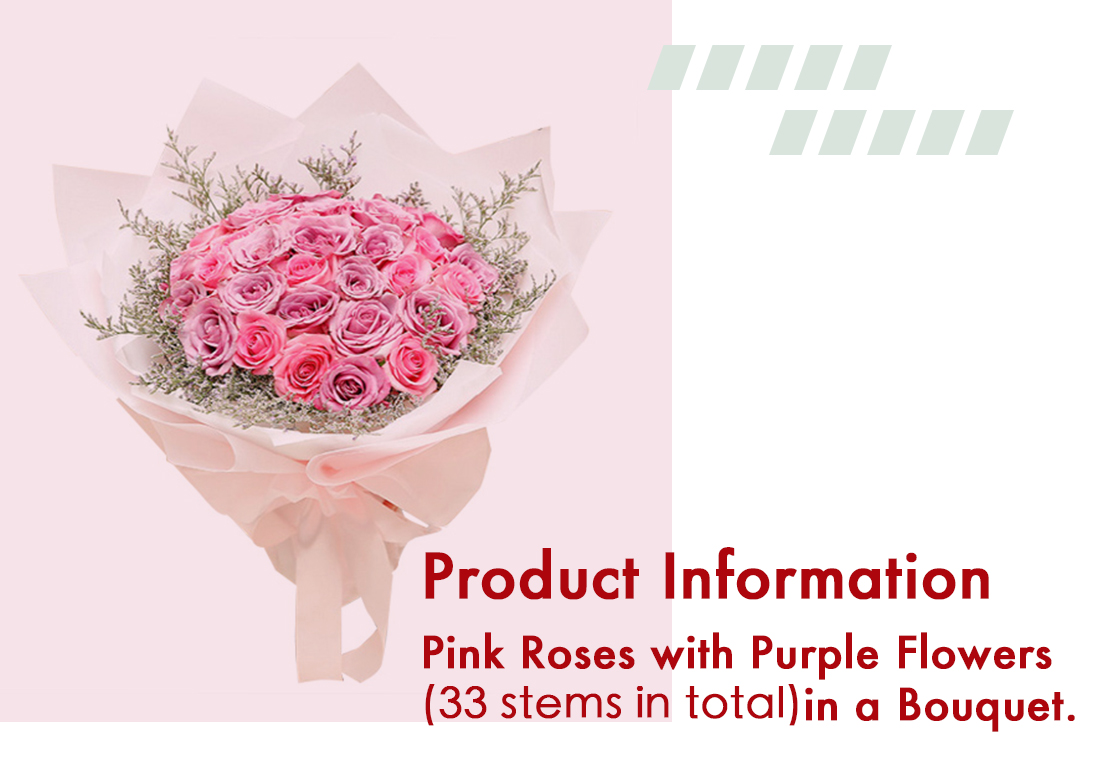 Product Information
Pink Roses with Purple Flowers
(33 stems in total)in a Bouquet.